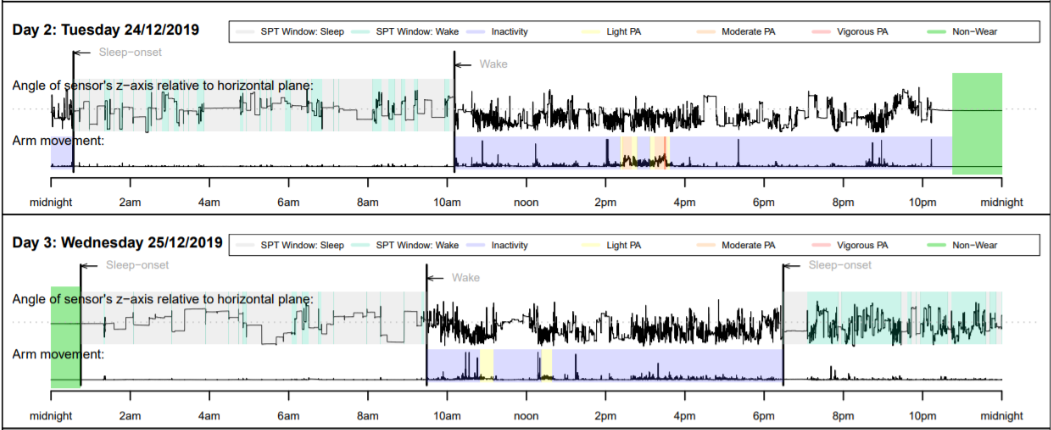 Day 2: Tuesday 24/12/2019 SPT Window: Sleep SPT Window: Wake Inactivity Light PA Moderate PA Vigorous PA Non-Wear
Sleep-onset
Wake
Angle of sensor's z-axis relative to horizontal plane:
Arm movement:
midnight 2am 4am 6am 8am 10am noon 2pm 4pm 6pm 8pm 10pm midnight
Day 3: Wednesday 25/12/2019 SPT Window: Sleep SPT Window: Wake Inactivity Light PA Moderate PA Vigorous PA Non-Wear
Sleep-onset Sleep-onset
Wake
Angle of sensor's z-axis relative to horizontal plane:
Arm movement:
midnight 2am 4am 6am 8am 10am noon 2pm 4pm 6pm 8pm 10pm midnight